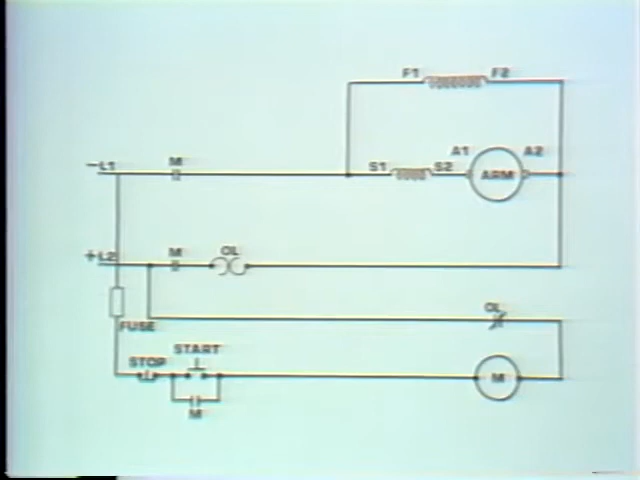 F1 F2
A1 A2
-L1 M S1 S2 ARM
+L2 M OL
OL
FUSE
START
STOP
M
M